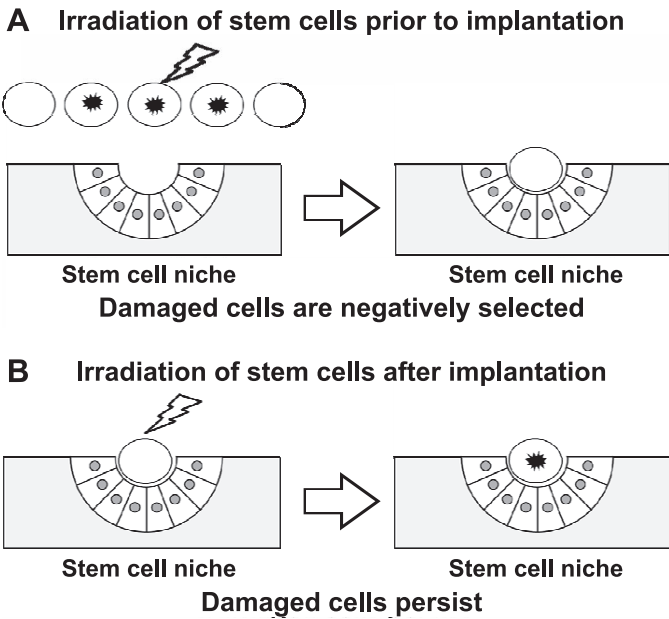 A Irradiation of stem cells prior to implantation
Stem cell niche Stem cell niche
Damaged cells are negatively selected
B Irradiation of stem cells after implantation
Stem cell niche Stem cell niche
Damaged cells persist